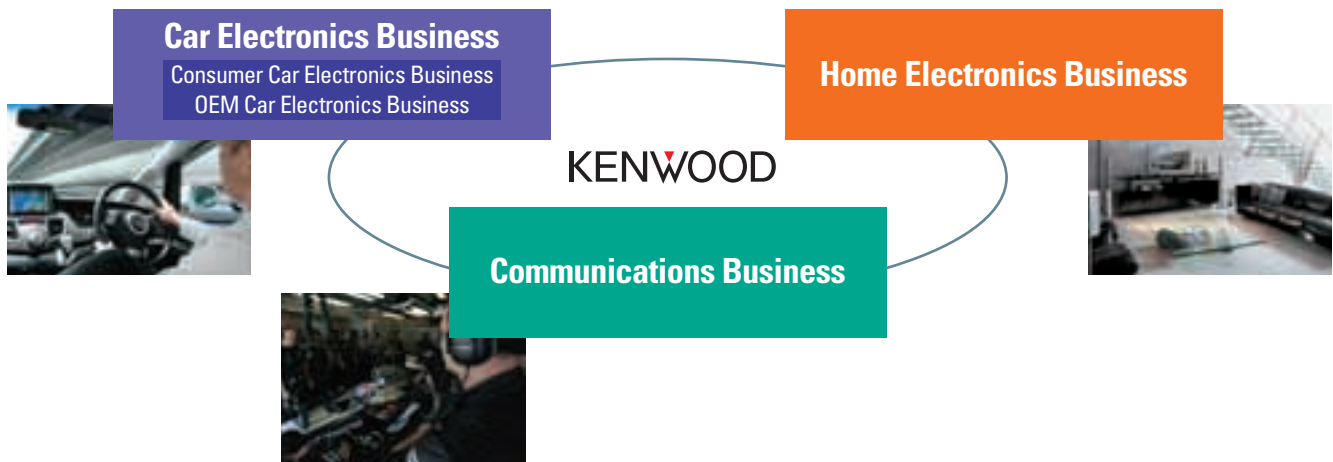 Car Electronics Business
Consumer Car Electronics Business
OEM Car Electronics Business
Home Electronics Business
KENWOOD
Communications Business